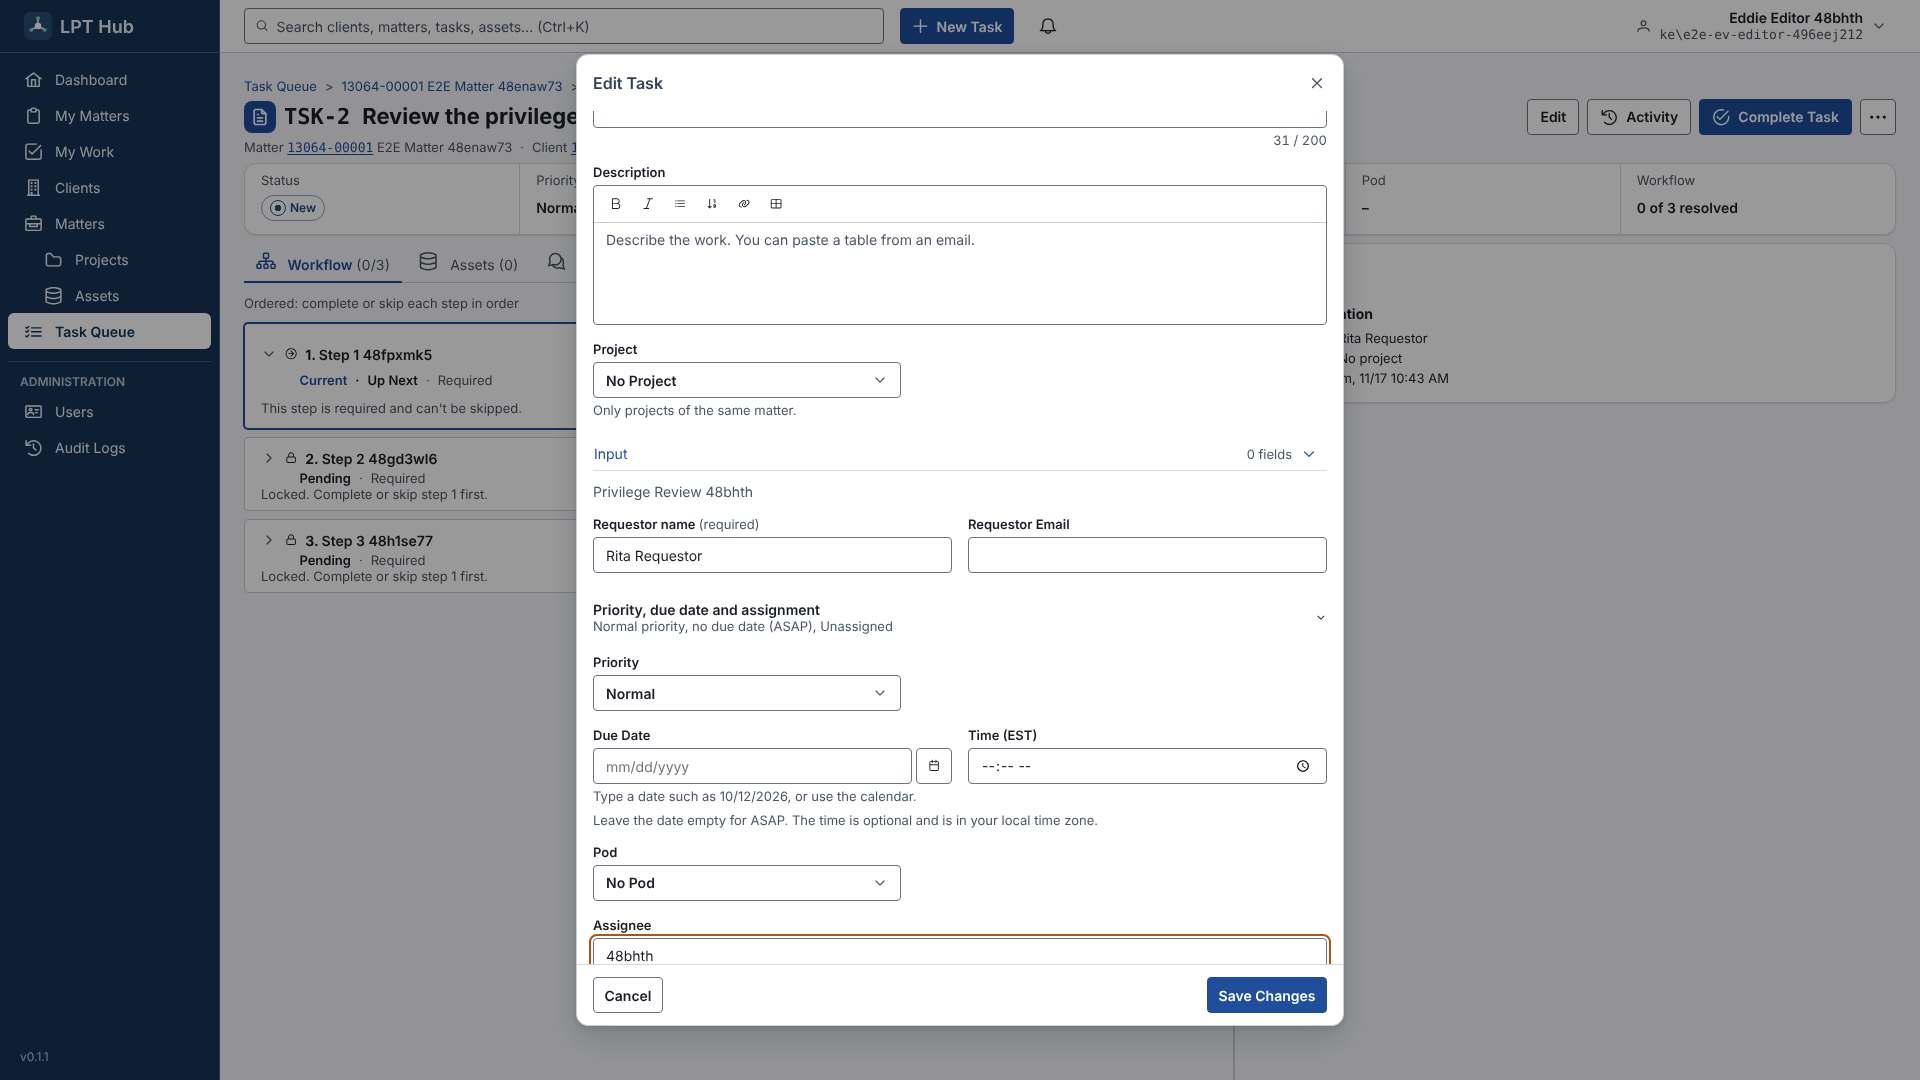 LPT Hub
Search clients, matters, tasks, assets... (Ctrl+K)
New Task
Eddie Editor 48bhth
ke\e2e-ev-editor-496eej212
Dashboard
My Matters
My Work
Clients
Matters
Projects
Assets
Task Queue
ADMINISTRATION
Users
Audit Logs
v0.1.1
Task Queue > 13064-00001 E2E Matter 48enaw73 >
TSK-2 Review the privilege
Matter 13064-00001 E2E Matter 48enaw73 · Client 1
Edit
Activity
Complete Task
Status
New
Priority
Norma
Pod
–
Workflow
0 of 3 resolved
Workflow (0/3)
Assets (0)
Ordered: complete or skip each step in order
1. Step 1 48fpxmk5
Current · Up Next · Required
This step is required and can't be skipped.
2. Step 2 48gd3wl6
Pending · Required
Locked. Complete or skip step 1 first.
3. Step 3 48h1se77
Pending · Required
Locked. Complete or skip step 1 first.
ation
Rita Requestor
No project
m, 11/17 10:43 AM
Edit Task
31 / 200
Description
Describe the work. You can paste a table from an email.
Project
No Project
Only projects of the same matter.
Input
0 fields
Privilege Review 48bhth
Requestor name (required)
Rita Requestor
Requestor Email
Priority, due date and assignment
Normal priority, no due date (ASAP), Unassigned
Priority
Normal
Due Date
mm/dd/yyyy
Time (EST)
--:-- --
Type a date such as 10/12/2026, or use the calendar.
Leave the date empty for ASAP. The time is optional and is in your local time zone.
Pod
No Pod
Assignee
48bhth
Cancel
Save Changes